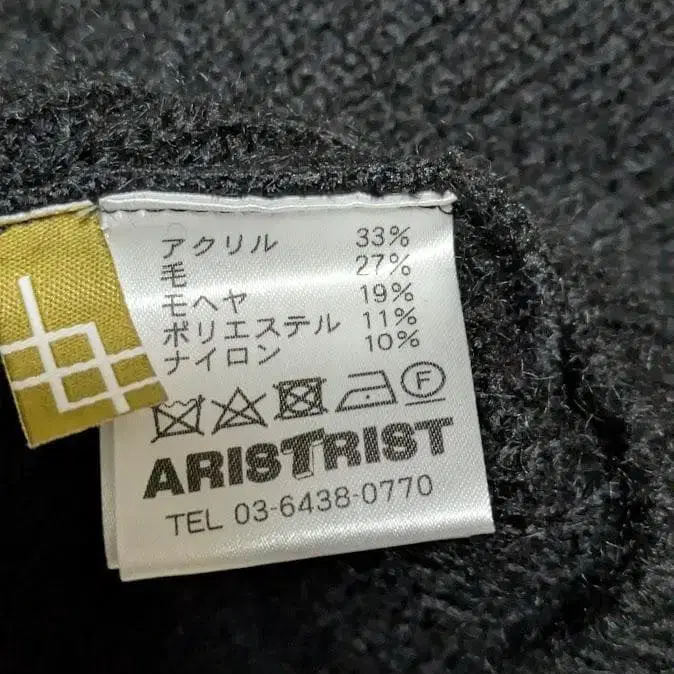 アクリル 33%
毛 27%
モヘヤ 19%
ポリエステル 11%
ナイロン 10%
F
ARISTRIST
TEL 03-6438-0770